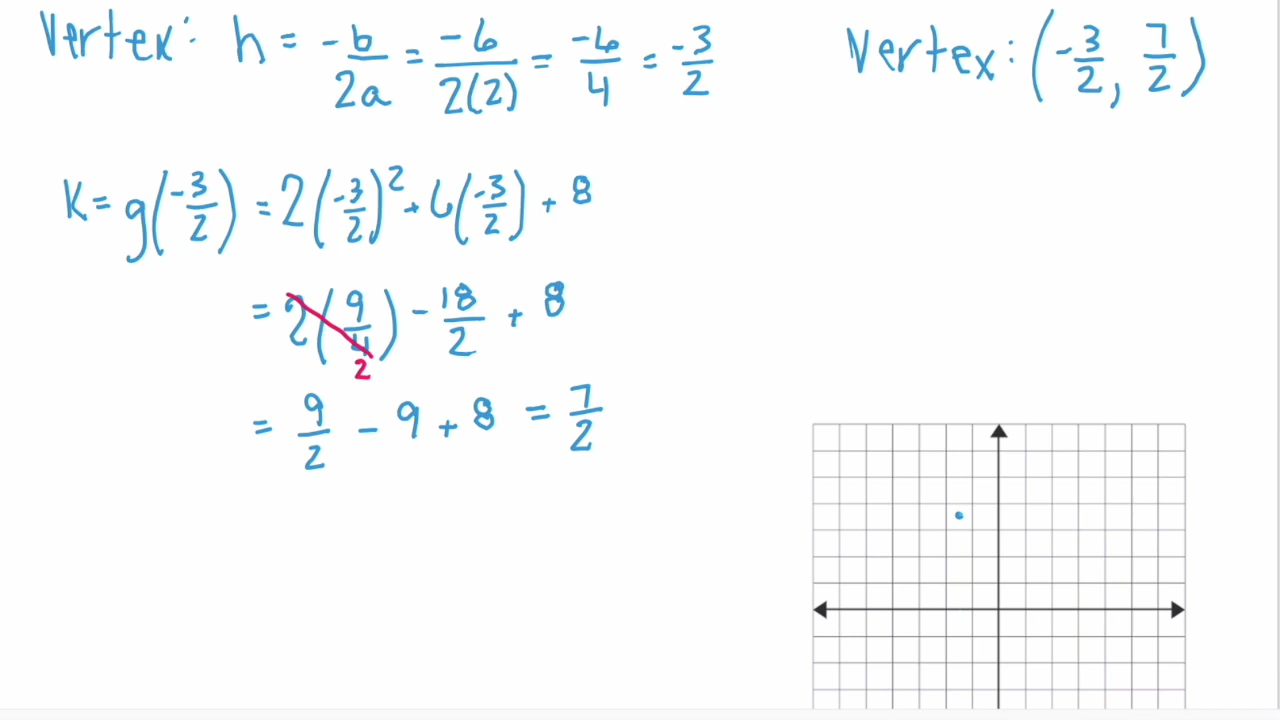 Vertex: h = -b/2a = -6/2(2) = -6/4 = -3/2
Vertex: (-3/2, 7/2)
K = g(-3/2) = 2(-3/2)^2 + 6(-3/2) + 8
= 2(9/4) - 18/2 + 8
2
= 9/2 - 9 + 8 = 7/2